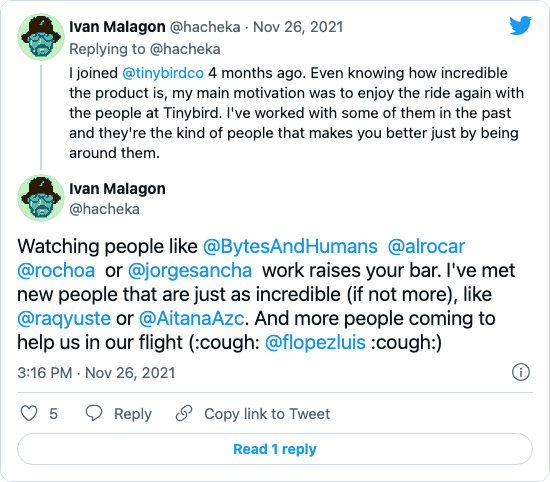 Ivan Malagon @hacheka · Nov 26, 2021
Replying to @hacheka
I joined @tinybirdco 4 months ago. Even knowing how incredible
the product is, my main motivation was to enjoy the ride again with
the people at Tinybird. I've worked with some of them in the past
and they're the kind of people that makes you better just by being
around them.
Ivan Malagon
@hacheka
Watching people like @BytesAndHumans @alrocar
@rochoa or @jorgesancha work raises your bar. I've met
new people that are just as incredible (if not more), like
@raqyuste or @AitanaAzc. And more people coming to
help us in our flight (:cough: @flopezluis :cough:)
3:16 PM · Nov 26, 2021
5 Reply Copy link to Tweet
Read 1 reply